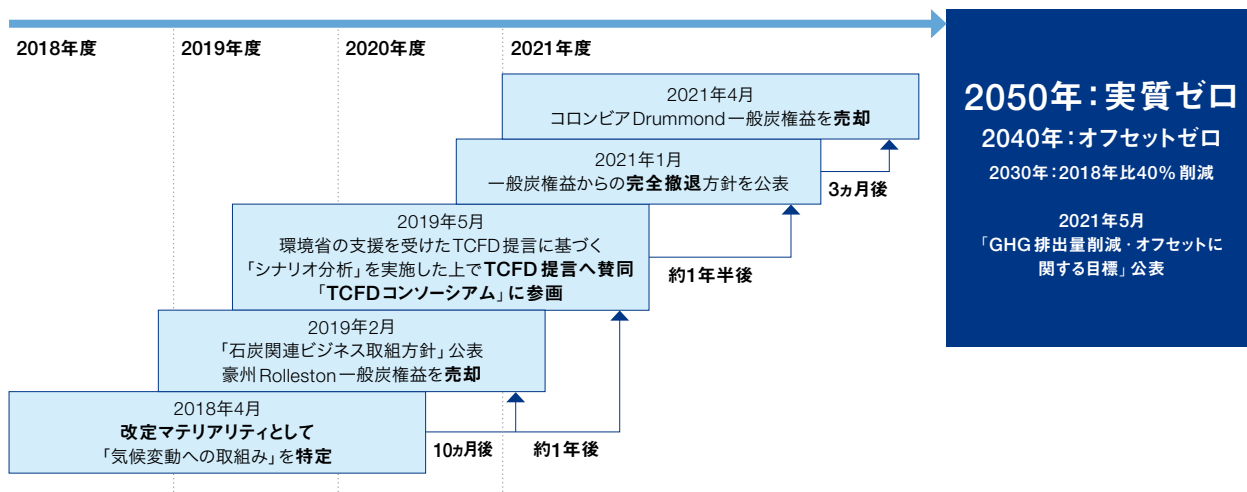 2018年度
2019年度
2020年度
2021年度
2021年4月
コロンビアDrummond一般炭権益を売却
2021年1月
一般炭権益からの完全撤退方針を公表
3ヵ月後
2019年5月
環境省の支援を受けたTCFD提言に基づく
「シナリオ分析」を実施した上でTCFD提言へ賛同
「TCFDコンソーシアム」に参画
約1年半後
2019年2月
「石炭関連ビジネス取組方針」公表
豪州Rolleston一般炭権益を売却
2018年4月
改定マテリアリティとして
「気候変動への取組み」を特定
10ヵ月後
約1年後
2050年：実質ゼロ
2040年：オフセットゼロ
2030年：2018年比40%削減
2021年5月
「GHG排出量削減・オフセットに
関する目標」公表